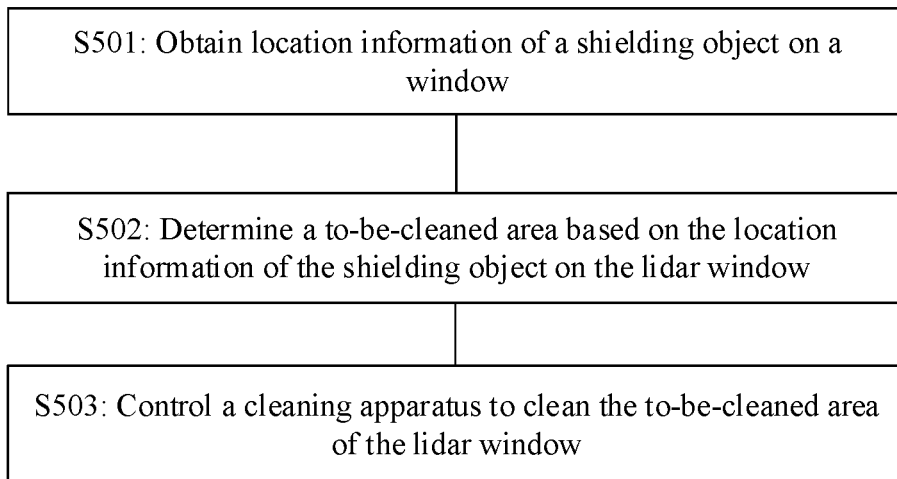 S501: Obtain location information of a shielding object on a
window
S502: Determine a to-be-cleaned area based on the location
information of the shielding object on the lidar window
S503: Control a cleaning apparatus to clean the to-be-cleaned area
of the lidar window